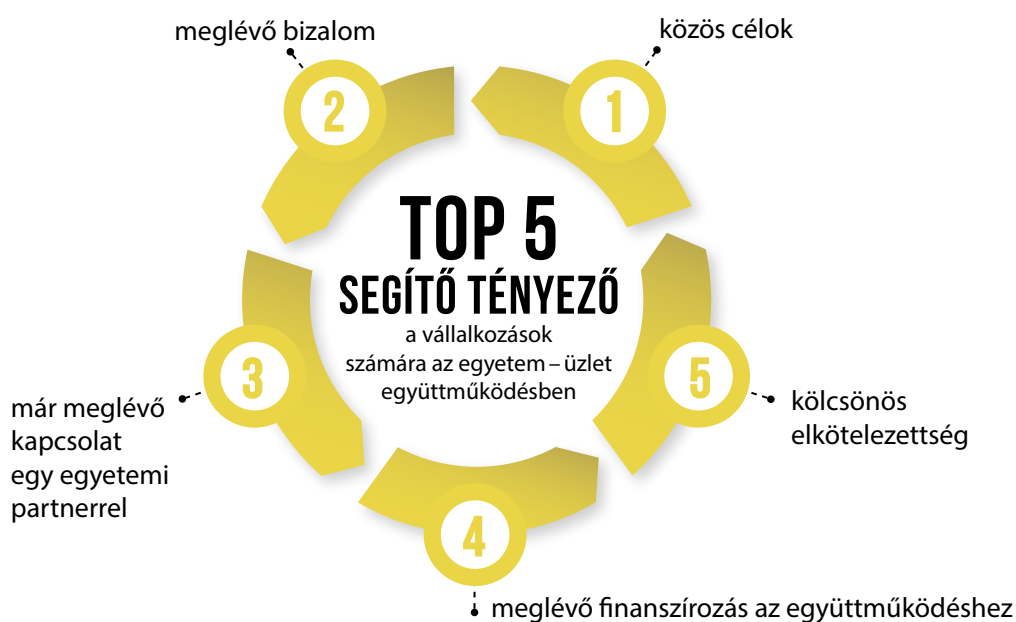 TOP 5
SEGÍTŐ TÉNYEZŐ
a vállalkozások
számára az egyetem – üzlet
együttműködésben
1
közös célok
2
meglévő bizalom
3
már meglévő
kapcsolat
egy egyetemi
partnerrel
4
meglévő finanszírozás az együttműködéshez
5
kölcsönös
elkötelezettség